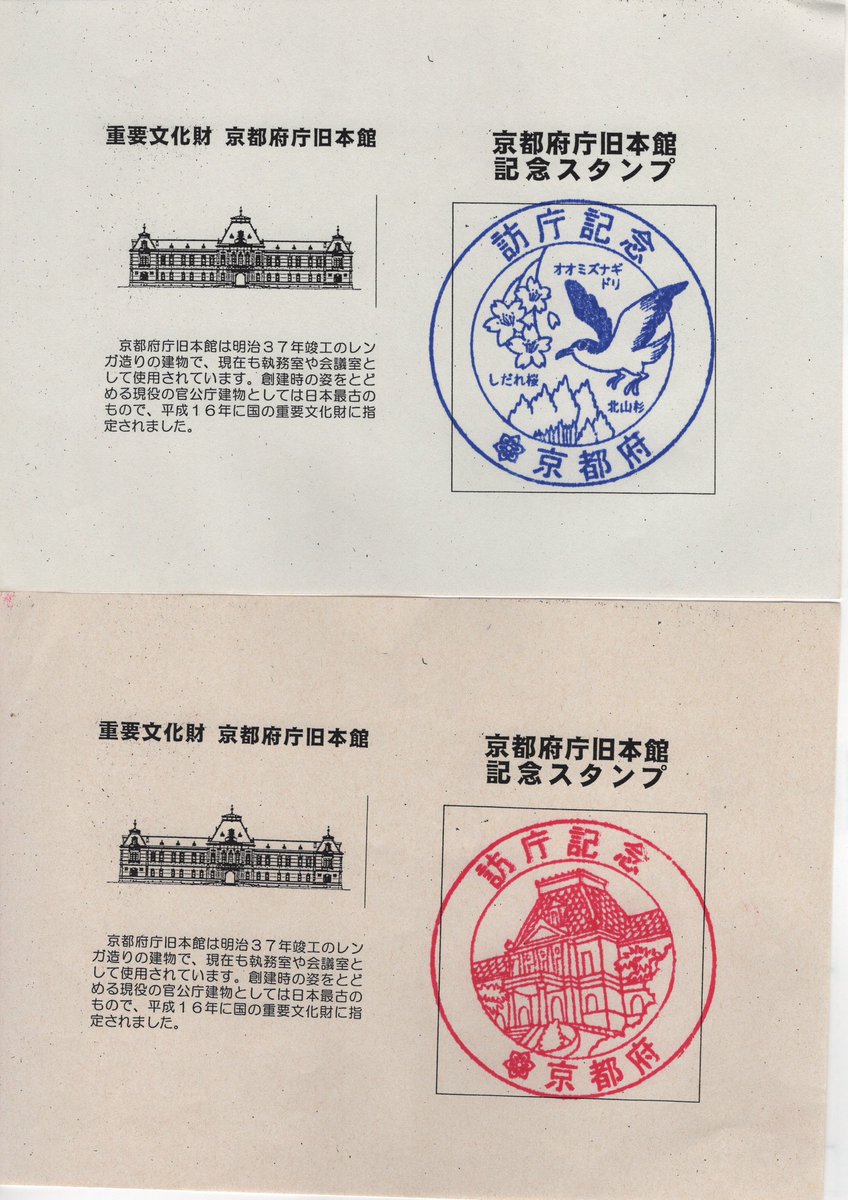 重要文化財 京都府庁旧本館
京都府庁旧本館は明治３７年竣工のレン
ガ造りの建物で、現在も執務室や会議室と
して使用されています。創建時の姿をとど
める現役の官公庁建物としては日本最古の
もので、平成１６年に国の重要文化財に指
定されました。
京都府庁旧本館
記念スタンプ
訪庁記念
オオミズナギ
ドリ
しだれ桜
北山杉
京都府
重要文化財 京都府庁旧本館
京都府庁旧本館は明治３７年竣工のレン
ガ造りの建物で、現在も執務室や会議室と
して使用されています。創建時の姿をとど
める現役の官公庁建物としては日本最古の
もので、平成１６年に国の重要文化財に指
定されました。
京都府庁旧本館
記念スタンプ
訪庁記念
京都府